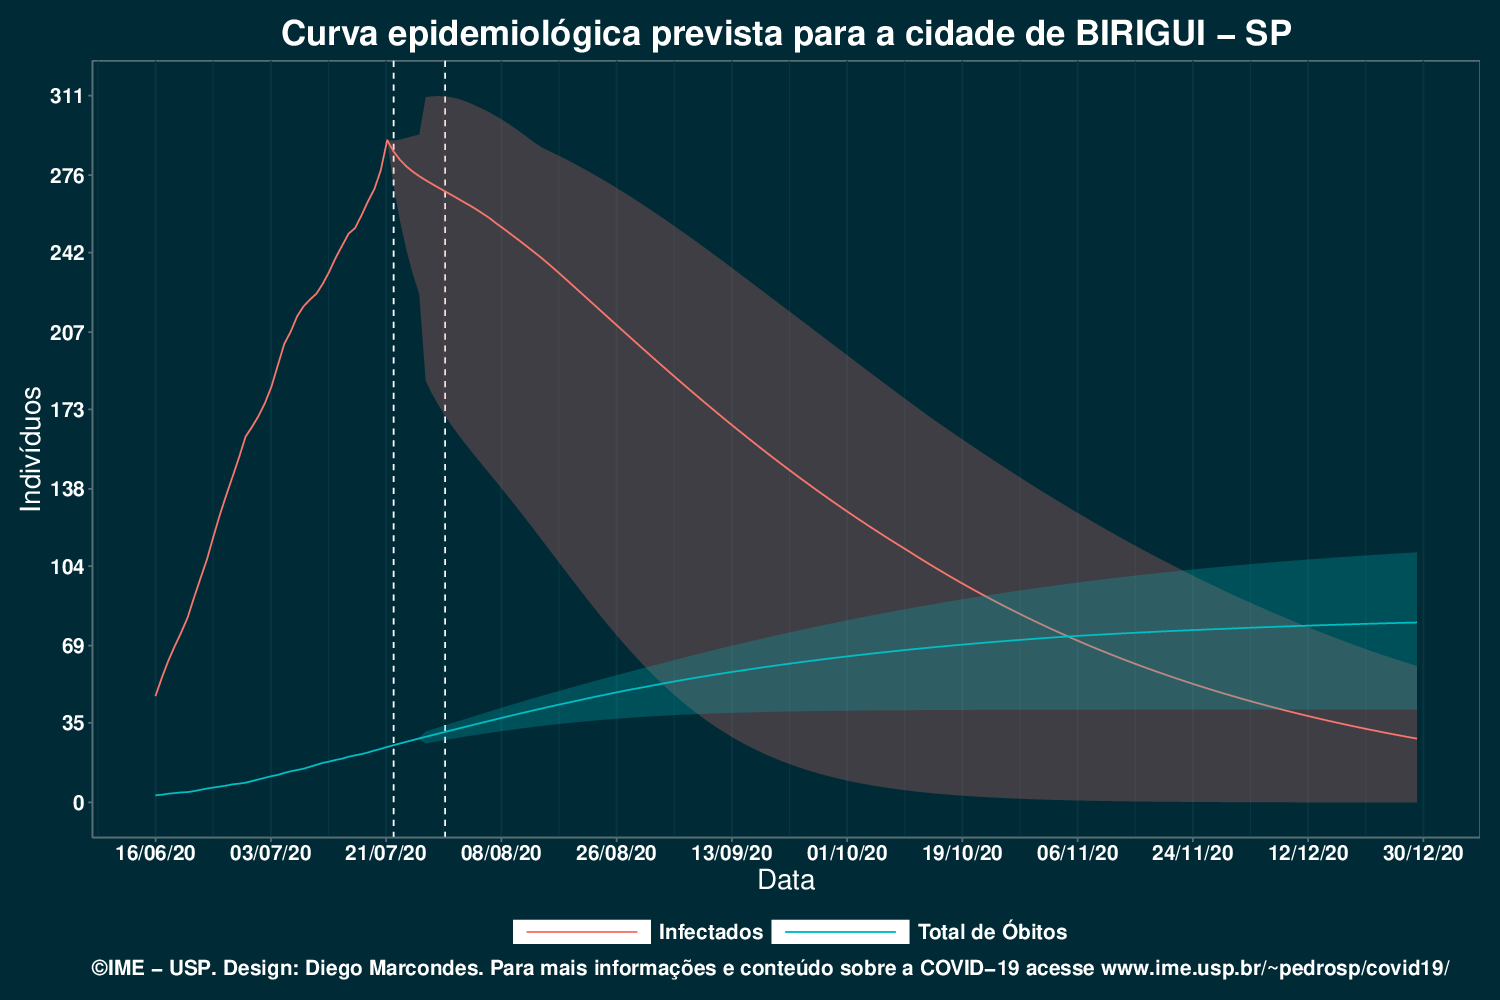 Curva epidemiológica prevista para a cidade de BIRIGUI – SP
Indivíduos
311
276
242
207
173
138
104
69
35
0
16/06/20 03/07/20 21/07/20 08/08/20 26/08/20 13/09/20 01/10/20 19/10/20 06/11/20 24/11/20 12/12/20 30/12/20
Data
Infectados Total de Óbitos
©IME – USP. Design: Diego Marcondes. Para mais informações e conteúdo sobre a COVID–19 acesse www.ime.usp.br/~pedrosp/covid19/